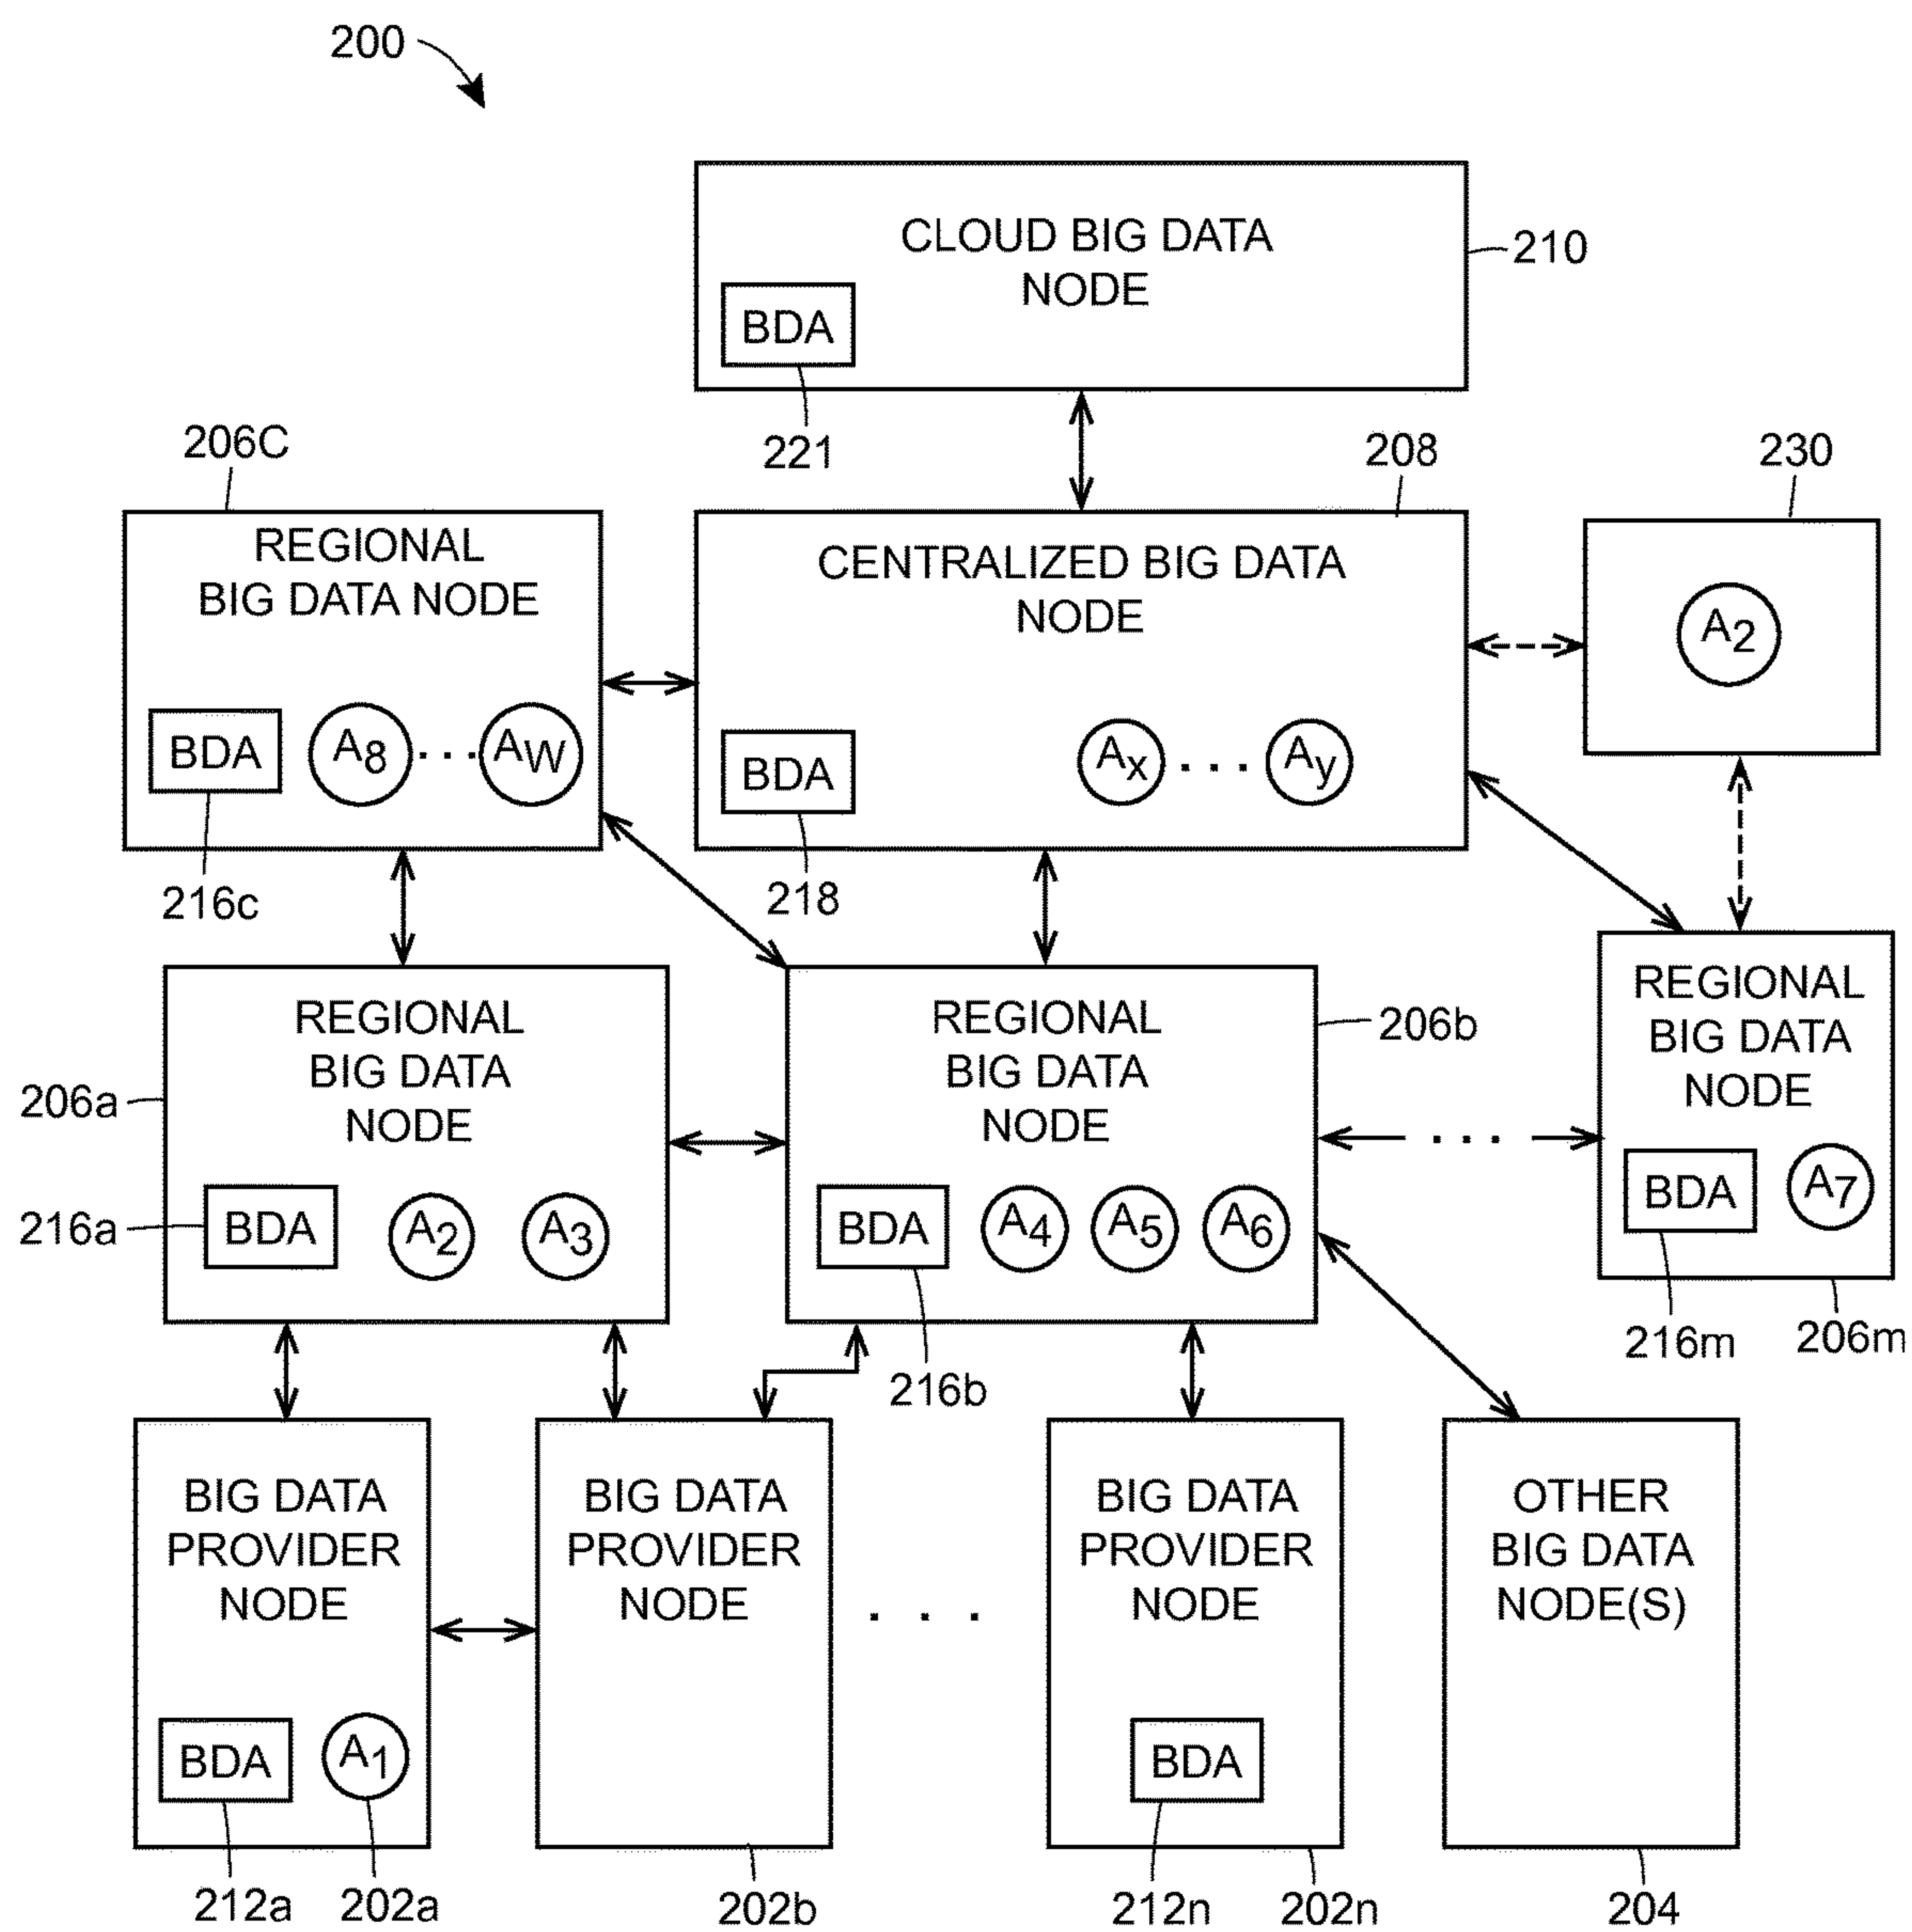 200
CLOUD BIG DATA
NODE
210
BDA
221
206C
208
230
REGIONAL
BIG DATA NODE
CENTRALIZED BIG DATA
NODE
A2
BDA
A8
...
AW
BDA
Ax
...
Ay
216c
218
REGIONAL
BIG DATA
NODE
206a
216a
BDA
A2
A3
REGIONAL
BIG DATA
NODE
206b
BDA
A4
A5
A6
216b
...
REGIONAL
BIG DATA
NODE
BDA
A7
216m
206m
BIG DATA
PROVIDER
NODE
BDA
A1
212a
202a
BIG DATA
PROVIDER
NODE
202b
...
BIG DATA
PROVIDER
NODE
BDA
212n
202n
OTHER
BIG DATA
NODE(S)
204